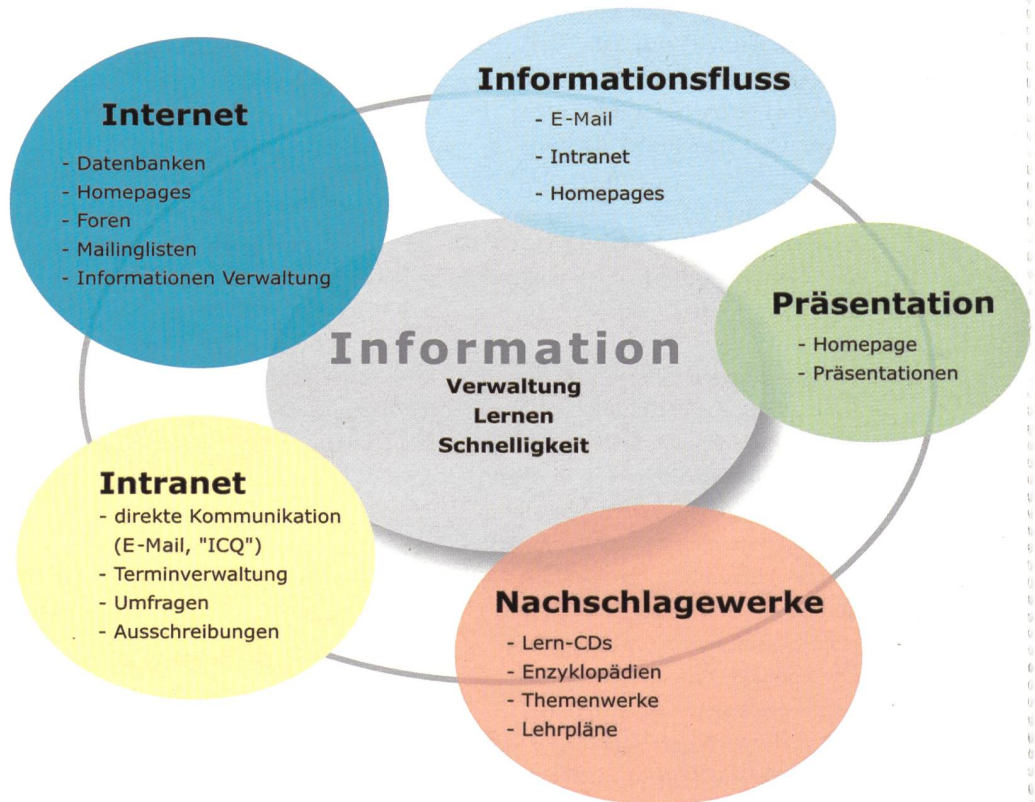 Internet
- Datenbanken
- Homepages
- Foren
- Mailinglisten
- Informationen Verwaltung
Informationsfluss
- E-Mail
- Intranet
- Homepages
Präsentation
- Homepage
- Präsentationen
Information
Verwaltung
Lernen
Schnelligkeit
Intranet
- direkte Kommunikation
(E-Mail, "ICQ")
- Terminverwaltung
- Umfragen
- Ausschreibungen
Nachschlagewerke
- Lern-CDs
- Enzyklopädien
- Themenwerke
- Lehrpläne